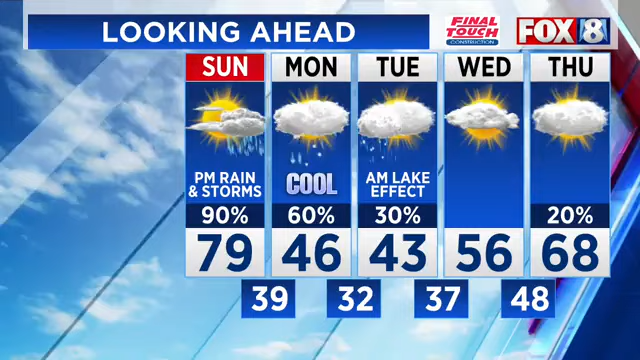 LOOKING AHEAD
FINAL
TOUCH
CONSTRUCTION
FOX 8
SUN MON TUE WED THU
PM RAIN
& STORMS
COOL
AM LAKE
EFFECT
90% 60% 30% 20%
79 46 43 56 68
39 32 37 48